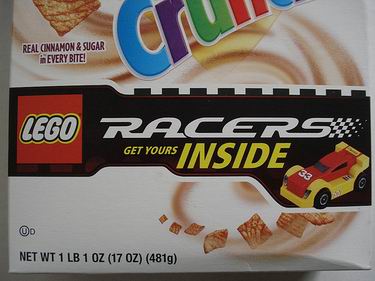 Crun
REAL CINNAMON & SUGAR
in EVERY BITE!
LEGO
RACERS
GET YOURS INSIDE
33
U D
NET WT 1 LB 1 OZ (17 OZ) (481g)